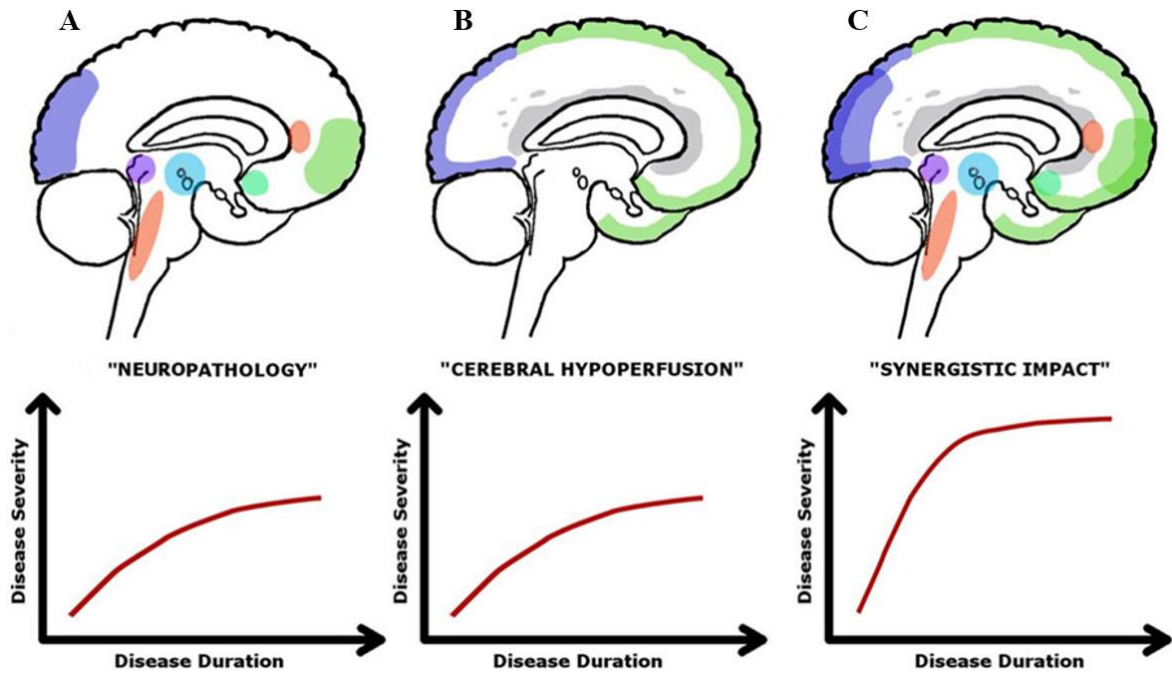 A
B
C
"NEUROPATHOLOGY"
"CEREBRAL HYPOPERFUSION"
"SYNERGISTIC IMPACT"
Disease Severity
Disease Duration
Disease Severity
Disease Duration
Disease Severity
Disease Duration